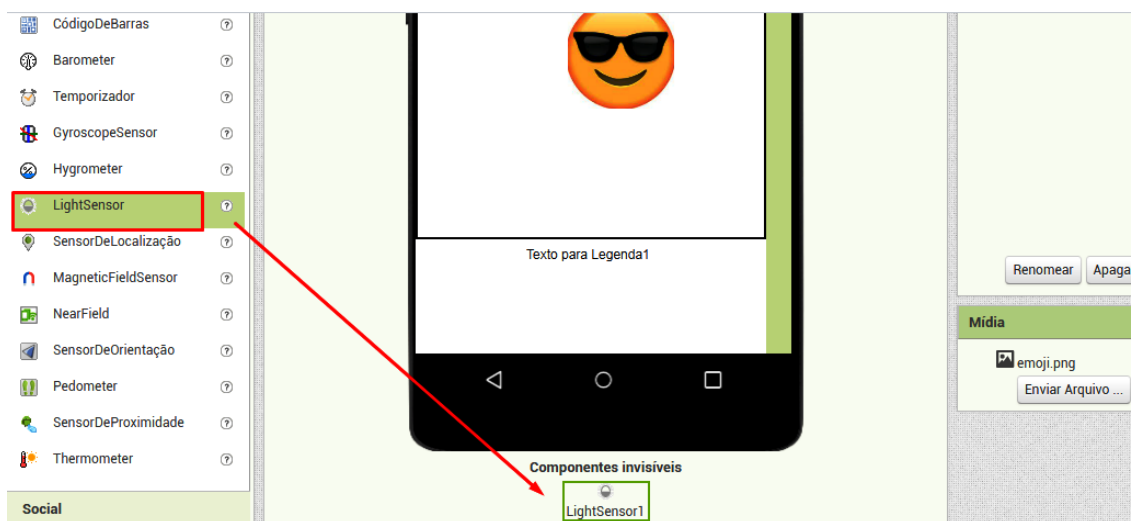 CódigoDeBarras
Barometer
Temporizador
GyroscopeSensor
Hygrometer
LightSensor
SensorDeLocalização
MagneticFieldSensor
NearField
SensorDeOrientação
Pedometer
SensorDeProximidade
Thermometer
Social
Texto para Legenda1
Componentes invisíveis
LightSensor1
Renomear Apaga
Mídia
emoji.png
Enviar Arquivo ...